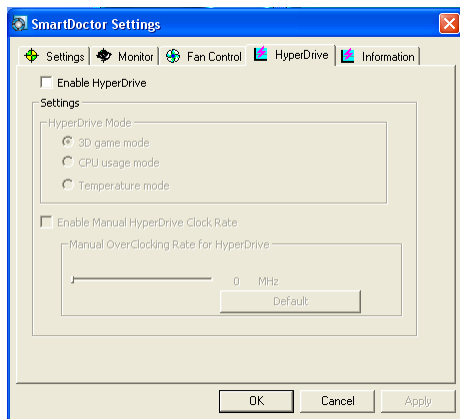 SmartDoctor Settings
Settings Monitor Fan Control HyperDrive Information
Enable HyperDrive
Settings
HyperDrive Mode
3D game mode
CPU usage mode
Temperature mode
Enable Manual HyperDrive Clock Rate
Manual OverClocking Rate for HyperDrive
0 MHz
Default
OK Cancel Apply